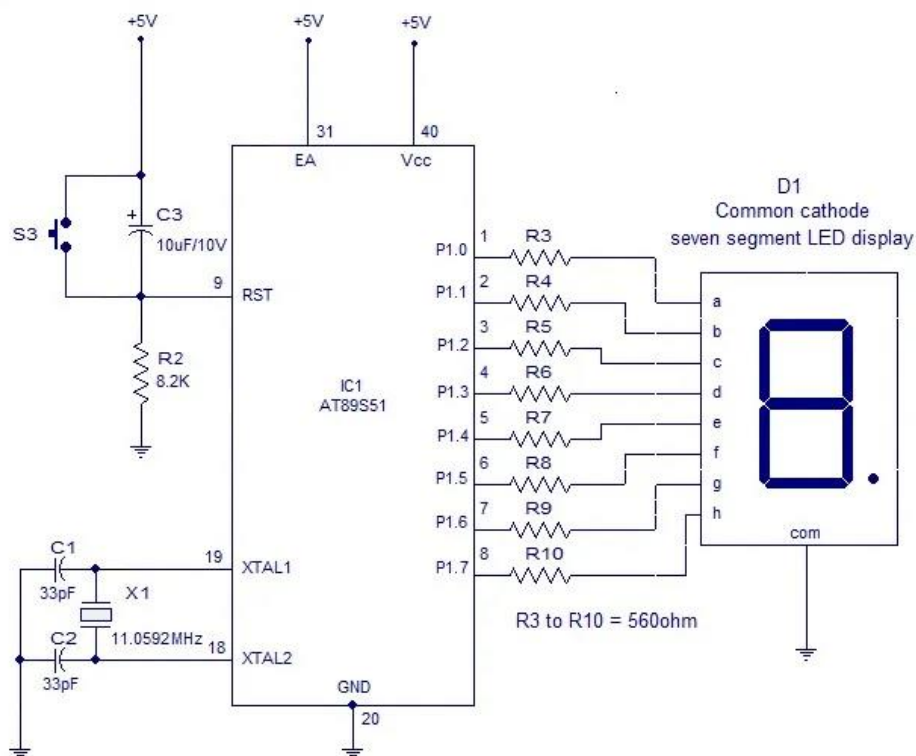 +5V
+5V
+5V
31
40
EA
Vcc
D1
Common cathode
seven segment LED display
S3
+
C3
10uF/10V
9
RST
R2
8.2K
IC1
AT89S51
P1.0
1
R3
a
P1.1
2
R4
b
P1.2
3
R5
c
P1.3
4
R6
d
P1.4
5
R7
e
P1.5
6
R8
f
P1.6
7
R9
g
P1.7
8
R10
h
com
R3 to R10 = 560ohm
C1
33pF
19
XTAL1
X1
11.0592MHz
C2
33pF
18
XTAL2
GND
20